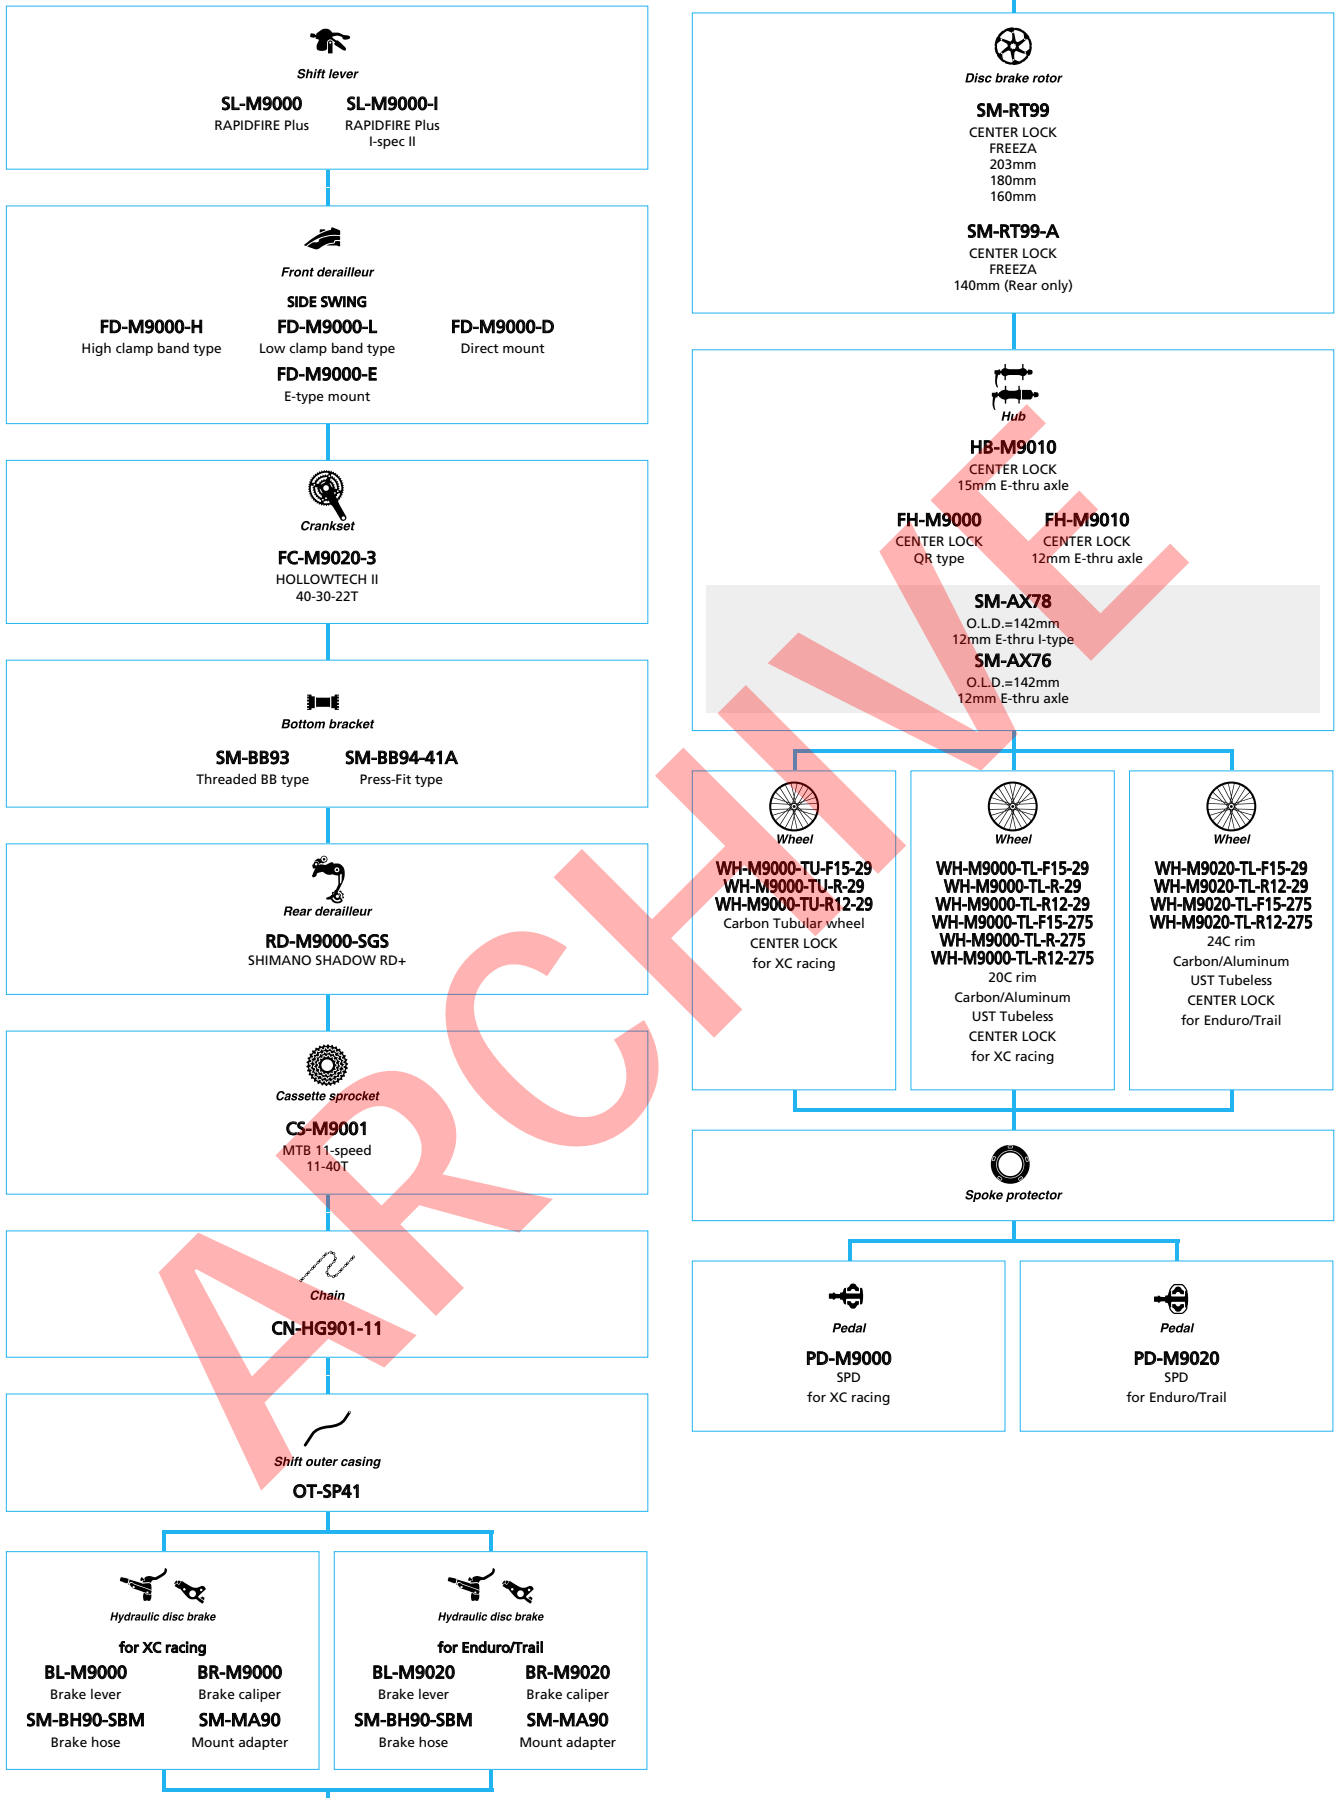 Shift lever
SL-M9000 SL-M9000-I
RAPIDFIRE Plus RAPIDFIRE Plus
I-spec II
Front derailleur
SIDE SWING
FD-M9000-H FD-M9000-L FD-M9000-D
High clamp band type Low clamp band type Direct mount
FD-M9000-E
E-type mount
Crankset
FC-M9020-3
HOLLOWTECH II
40-30-22T
Bottom bracket
SM-BB93 SM-BB94-41A
Threaded BB type Press-Fit type
Rear derailleur
RD-M9000-SGS
SHIMANO SHADOW RD+
Cassette sprocket
CS-M9001
MTB 11-speed
11-40T
Chain
CN-HG901-11
Shift outer casing
OT-SP41
Hydraulic disc brake
for XC racing
BL-M9000 BR-M9000
Brake lever Brake caliper
SM-BH90-SBM SM-MA90
Brake hose Mount adapter
Hydraulic disc brake
for Enduro/Trail
BL-M9020 BR-M9020
Brake lever Brake caliper
SM-BH90-SBM SM-MA90
Brake hose Mount adapter
Disc brake rotor
SM-RT99
CENTER LOCK
FREEZA
203mm
180mm
160mm
SM-RT99-A
CENTER LOCK
FREEZA
140mm (Rear only)
Hub
HB-M9010
CENTER LOCK
15mm E-thru axle
FH-M9000 FH-M9010
CENTER LOCK CENTER LOCK
QR type 12mm E-thru axle
SM-AX78
O.L.D.=142mm
12mm E-thru I-type
SM-AX76
O.L.D.=142mm
12mm E-thru axle
Wheel
WH-M9000-TU-F15-29
WH-M9000-TU-R-29
WH-M9000-TU-R12-29
Carbon Tubular wheel
CENTER LOCK
for XC racing
Wheel
WH-M9000-TL-F15-29
WH-M9000-TL-R-29
WH-M9000-TL-R12-29
WH-M9000-TL-F15-275
WH-M9000-TL-R-275
WH-M9000-TL-R12-275
20C rim
Carbon/Aluminum
UST Tubeless
CENTER LOCK
for XC racing
Wheel
WH-M9020-TL-F15-29
WH-M9020-TL-R12-29
WH-M9020-TL-F15-275
WH-M9020-TL-R12-275
24C rim
Carbon/Aluminum
UST Tubeless
CENTER LOCK
for Enduro/Trail
Spoke protector
Pedal
PD-M9000
SPD
for XC racing
Pedal
PD-M9020
SPD
for Enduro/Trail
ARCHIVE